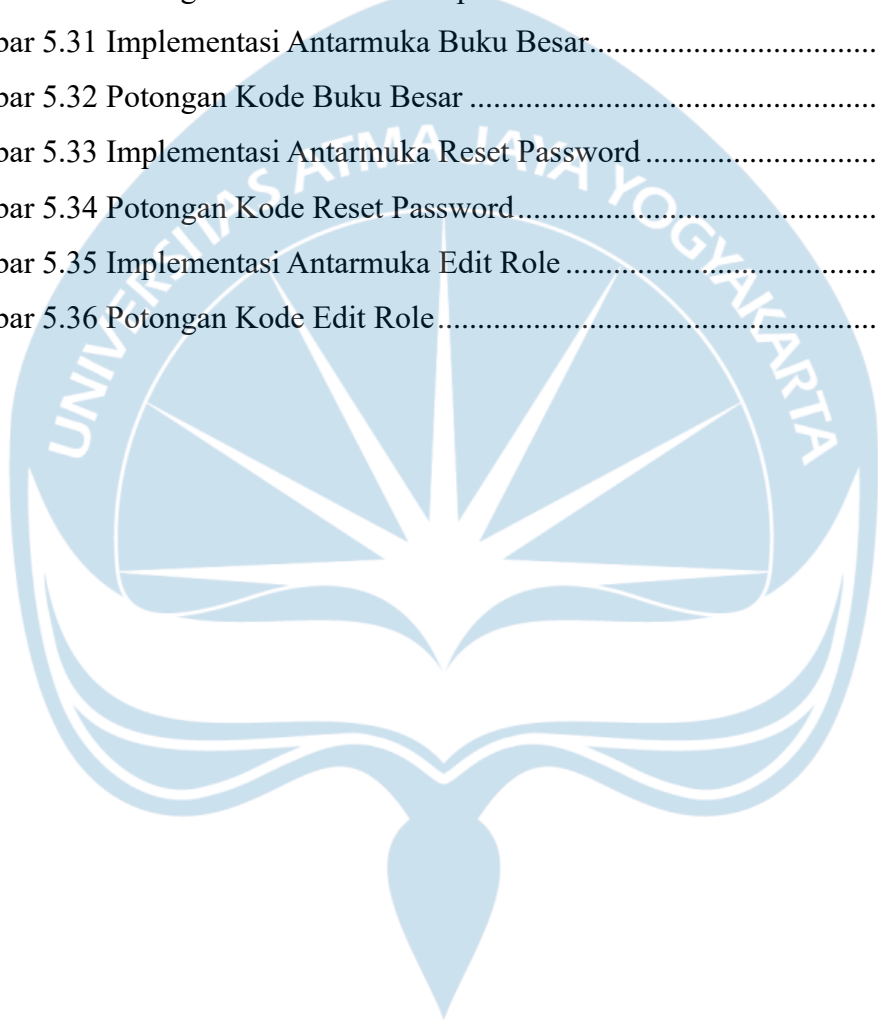 bar 5.31 Implementasi Antarmuka Buku Besar.......................................
bar 5.32 Potongan Kode Buku Besar .......................................................
bar 5.33 Implementasi Antarmuka Reset Password ................................
bar 5.34 Potongan Kode Reset Password.................................................
bar 5.35 Implementasi Antarmuka Edit Role ..........................................
bar 5.36 Potongan Kode Edit Role...........................................................
UNIVERSITAS ATMA JAYA YOGYAKARTA